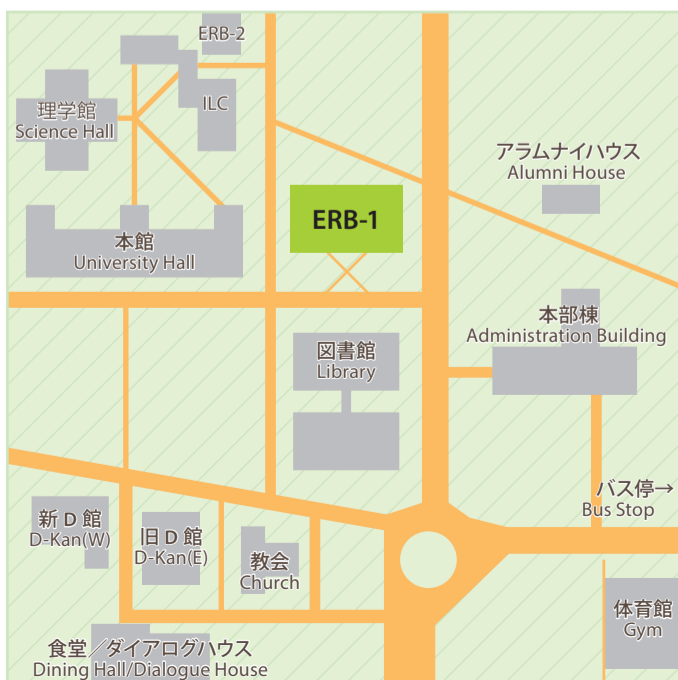 ERB-2
ILC
理学館
Science Hall
アラムナイハウス
Alumni House
ERB-1
本館
University Hall
本部棟
Administration Building
図書館
Library
バス停→
Bus Stop
新 D 館
D-Kan(W)
旧 D 館
D-Kan(E)
教会
Church
体育館
Gym
食堂／ダイアログハウス
Dining Hall/Dialogue House